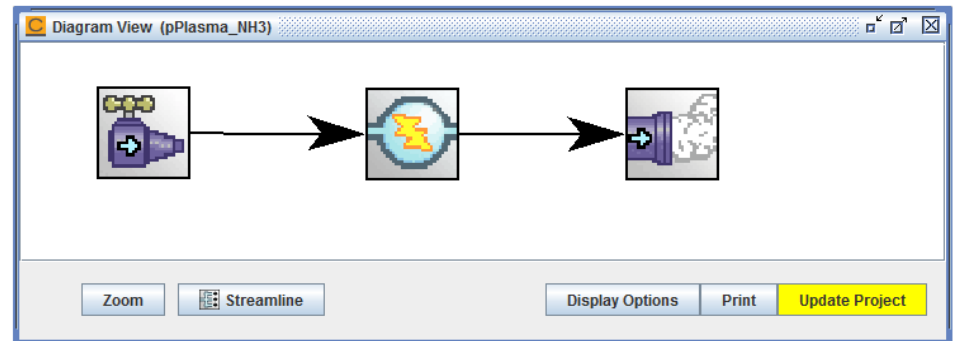 C Diagram View (pPlasma_NH3)
Zoom Streamline Display Options Print Update Project